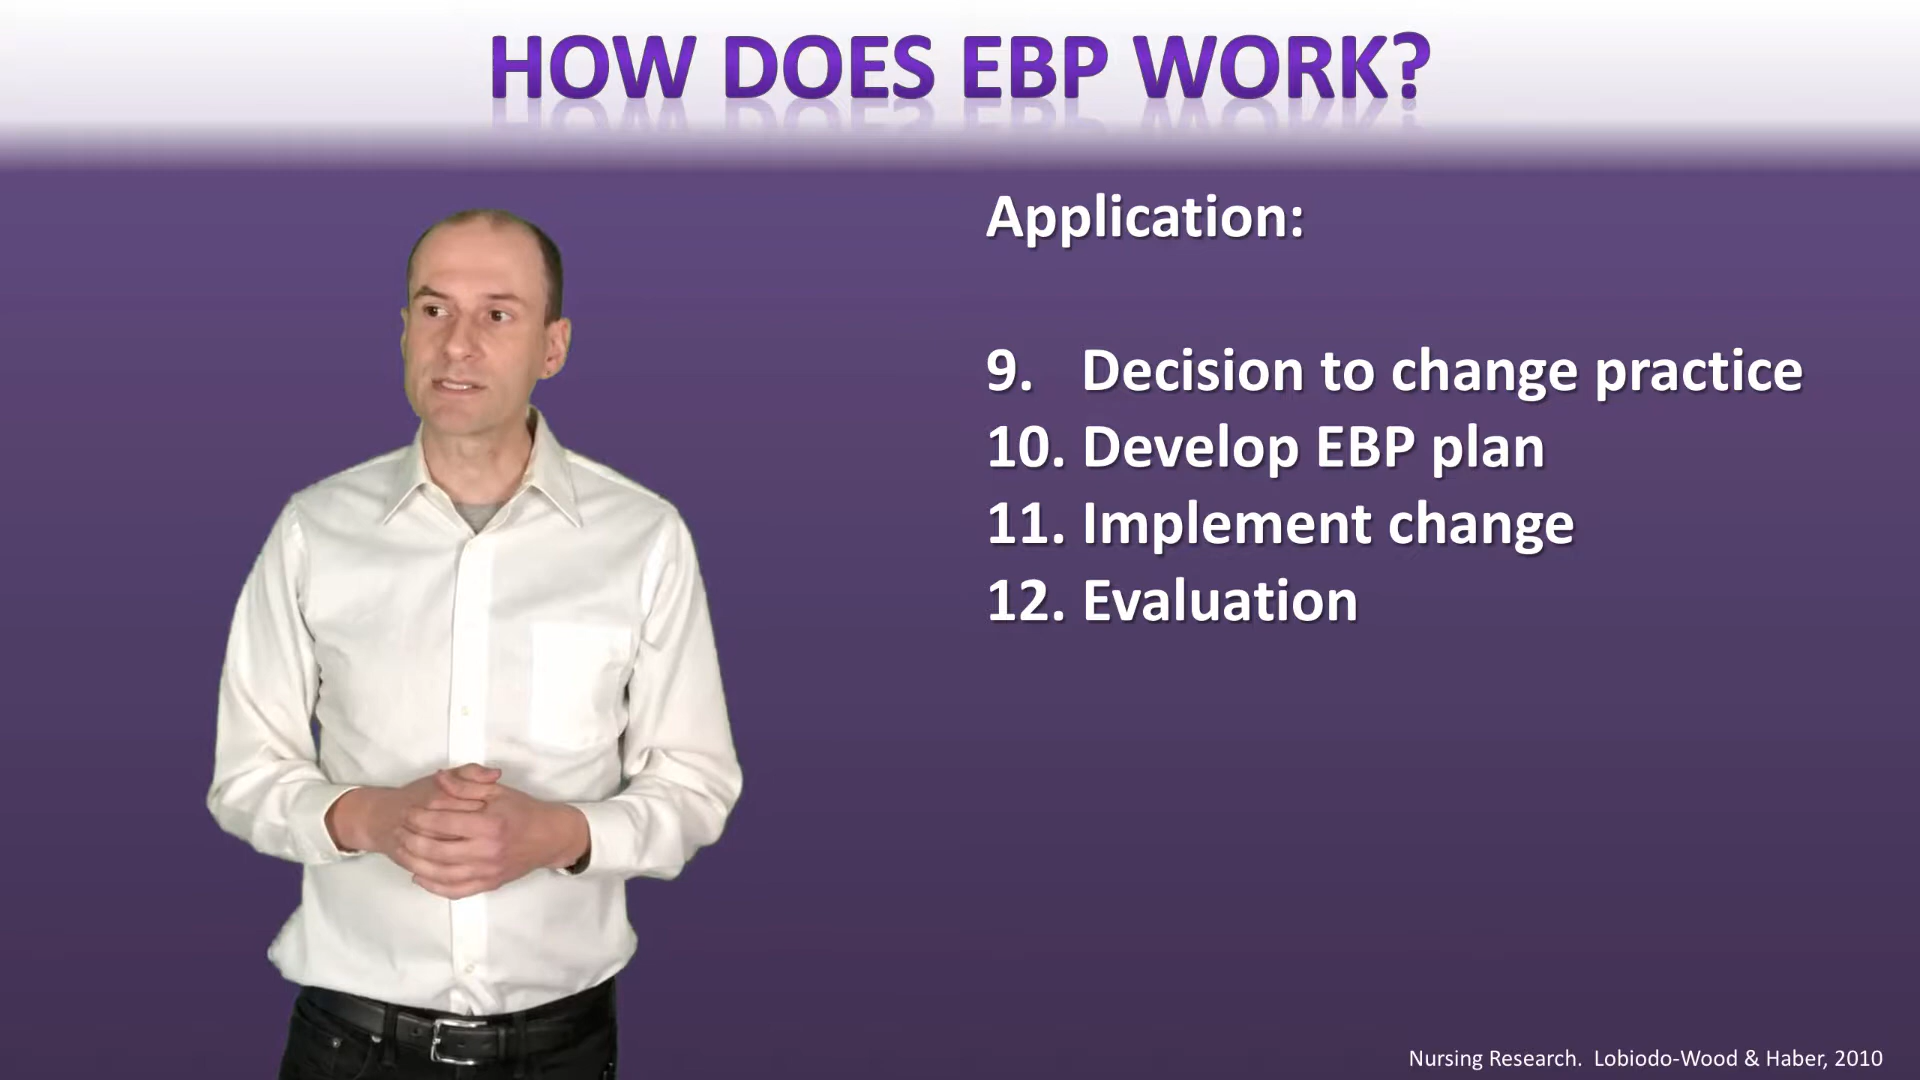 HOW DOES EBP WORK?
Application:
9. Decision to change practice
10. Develop EBP plan
11. Implement change
12. Evaluation
Nursing Research. Lobiodo-Wood & Haber, 2010